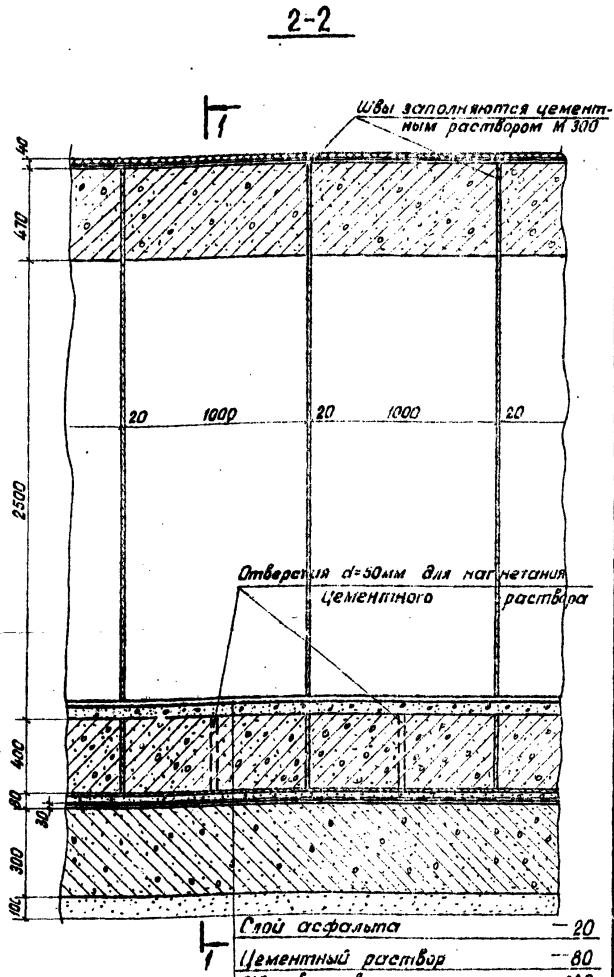 2-2
1
Швы заполняются цемент-
ным раствором М 300
40
470
20 1000 20 1000 20
2500
Отверстия d=50мм для нагнетания
цементного раствора
400
30
300
100
Слой асфальта -20
1
Цементный раствор -80